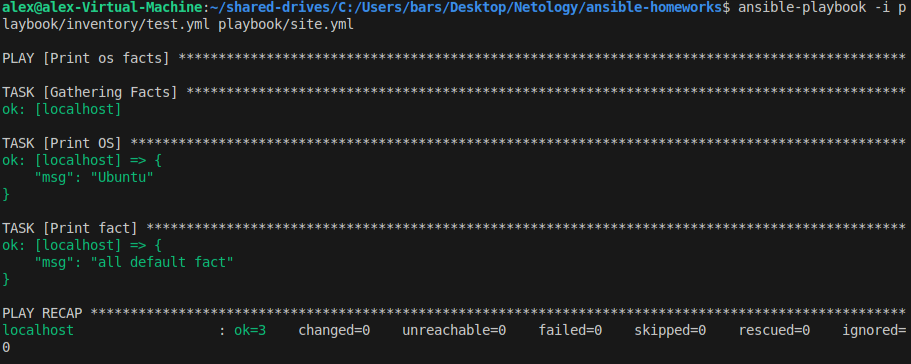 alex@alex-Virtual-Machine:~/shared-drives/C:/Users/bars/Desktop/Netology/ansible-homeworks$ ansible-playbook -i p
laybook/inventory/test.yml playbook/site.yml

PLAY [Print os facts] *******************************************************************************************

TASK [Gathering Facts] ******************************************************************************************
ok: [localhost]

TASK [Print OS] *************************************************************************************************
ok: [localhost] => {
    "msg": "Ubuntu"
}

TASK [Print fact] ***********************************************************************************************
ok: [localhost] => {
    "msg": "all default fact"
}

PLAY RECAP ******************************************************************************************************
localhost                  : ok=3    changed=0    unreachable=0    failed=0    skipped=0    rescued=0    ignored=
0